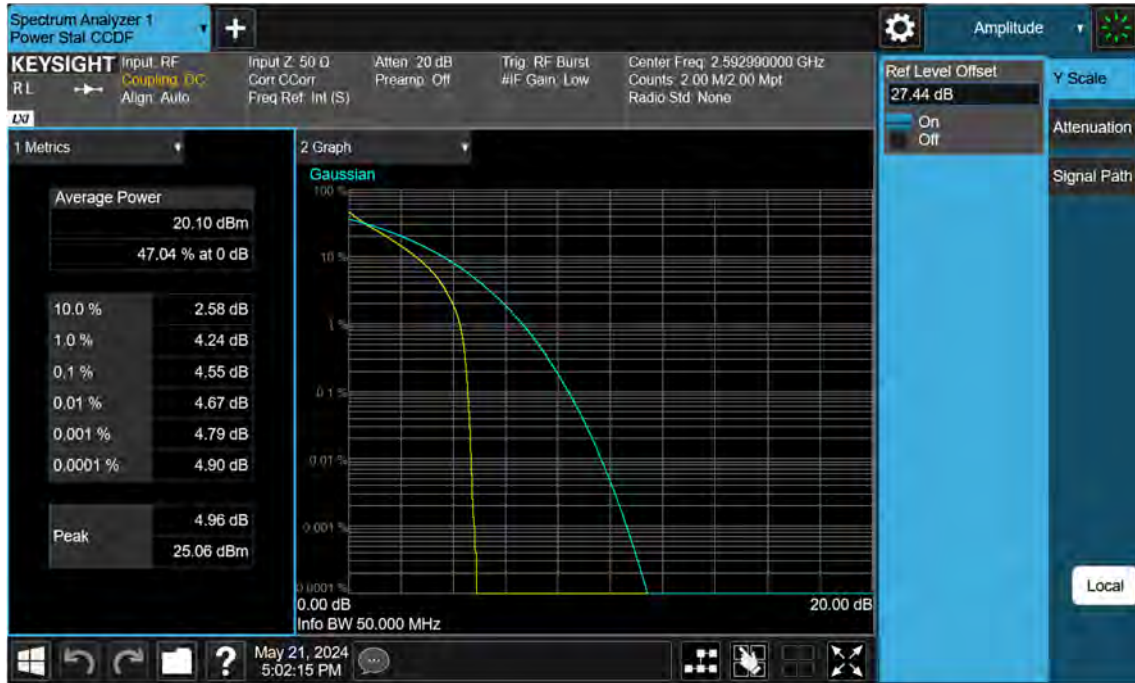 Spectrum Analyzer 1
Power Stat CCDF
+
Amplitude
KEYSIGHT
Input: RF
Coupling: DC
Align: Auto
Input Z: 50 Ω
Corr CCorr
Freq Ref: Int (S)
Atten: 20 dB
Preamp: Off
Trig: RF Burst
#IF Gain: Low
Center Freq: 2.592990000 GHz
Counts: 2.00 M/2.00 Mpt
Radio Std: None
RL
LXI
Ref Level Offset
27.44 dB
On
Off
Y Scale
Attenuation
Signal Path
1 Metrics
Average Power
20.10 dBm
47.04 % at 0 dB
10.0 % 2.58 dB
1.0 % 4.24 dB
0.1 % 4.55 dB
0.01 % 4.67 dB
0.001 % 4.79 dB
0.0001 % 4.90 dB
Peak
4.96 dB
25.06 dBm
2 Graph
Gaussian
100 %
10 %
1 %
0.1 %
0.01 %
0.001 %
0.0001 %
0.00 dB 20.00 dB
Info BW 50.000 MHz
Local
?
May 21, 2024
5:02:15 PM